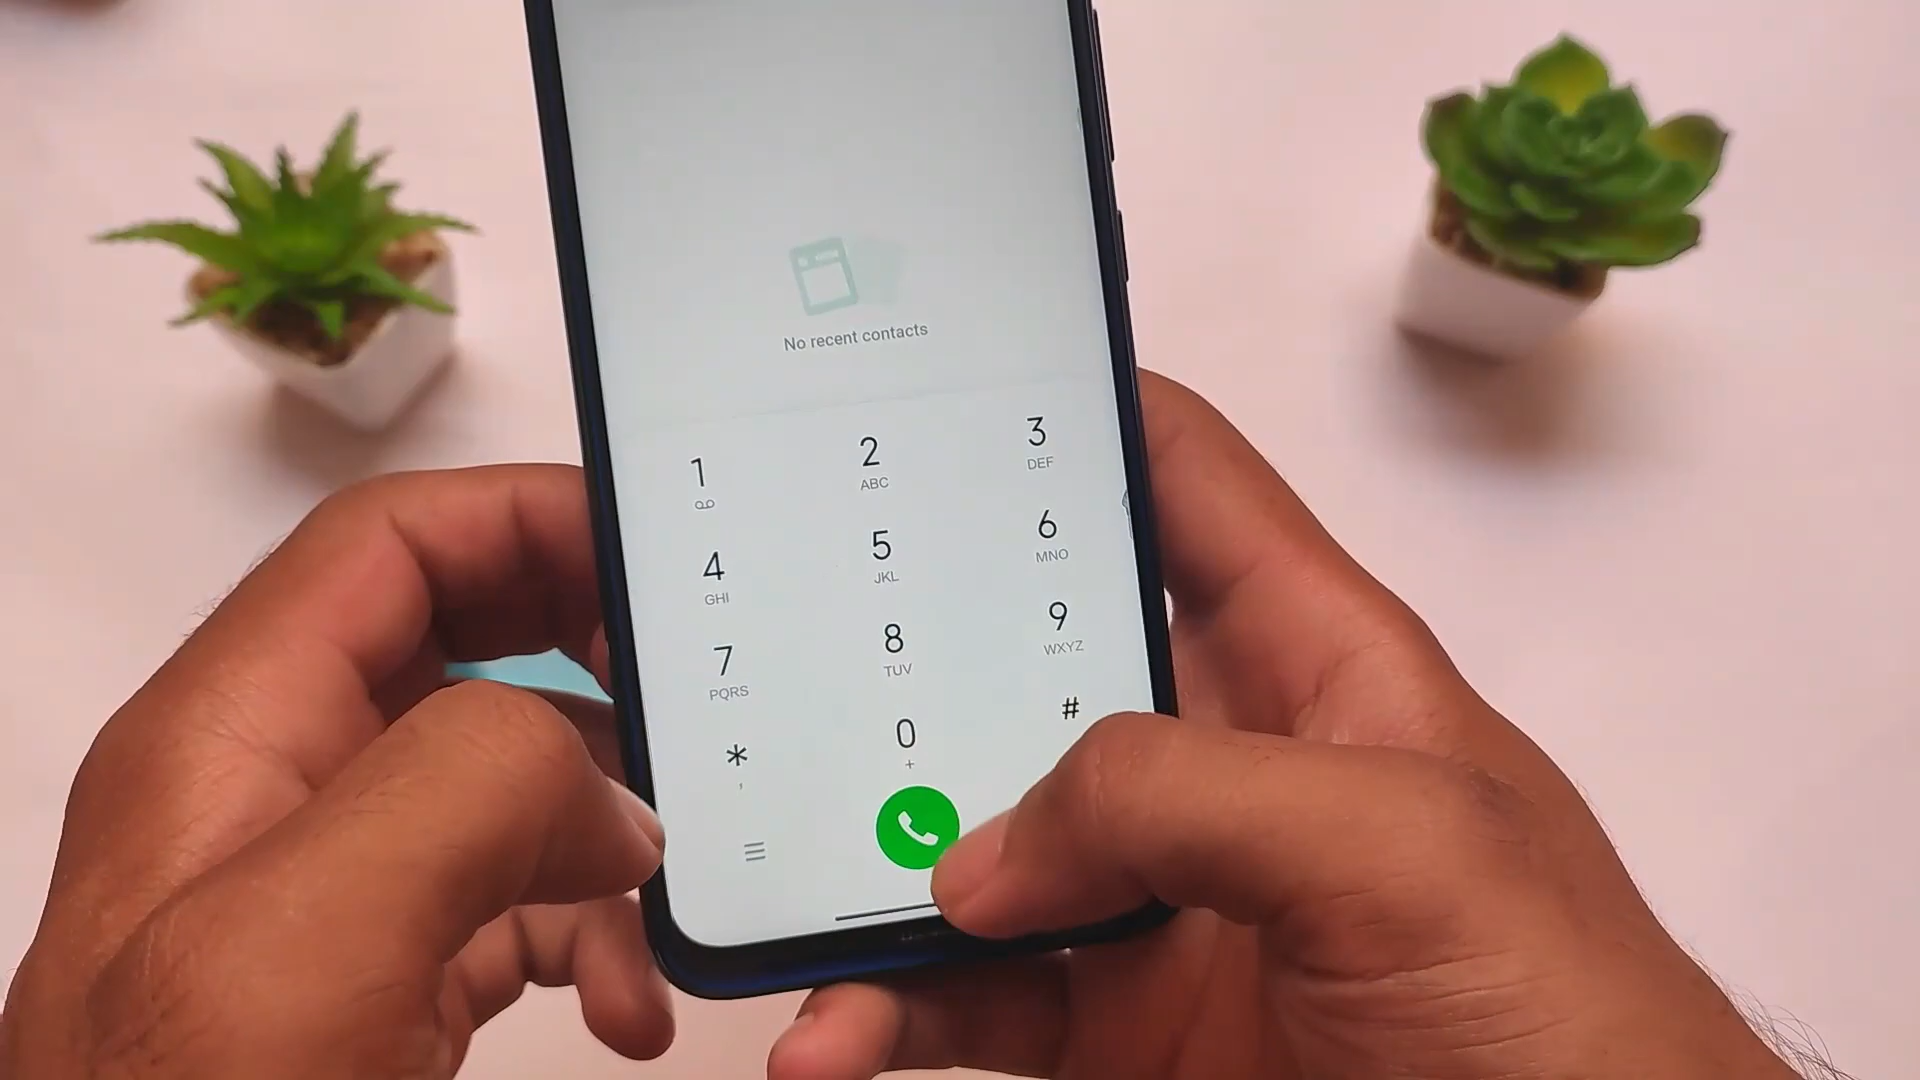 No recent contacts
1 2 3
ABC DEF
4 5 6
GHI JKL MNO
7 8 9
PQRS TUV WXYZ
* 0 #
, +